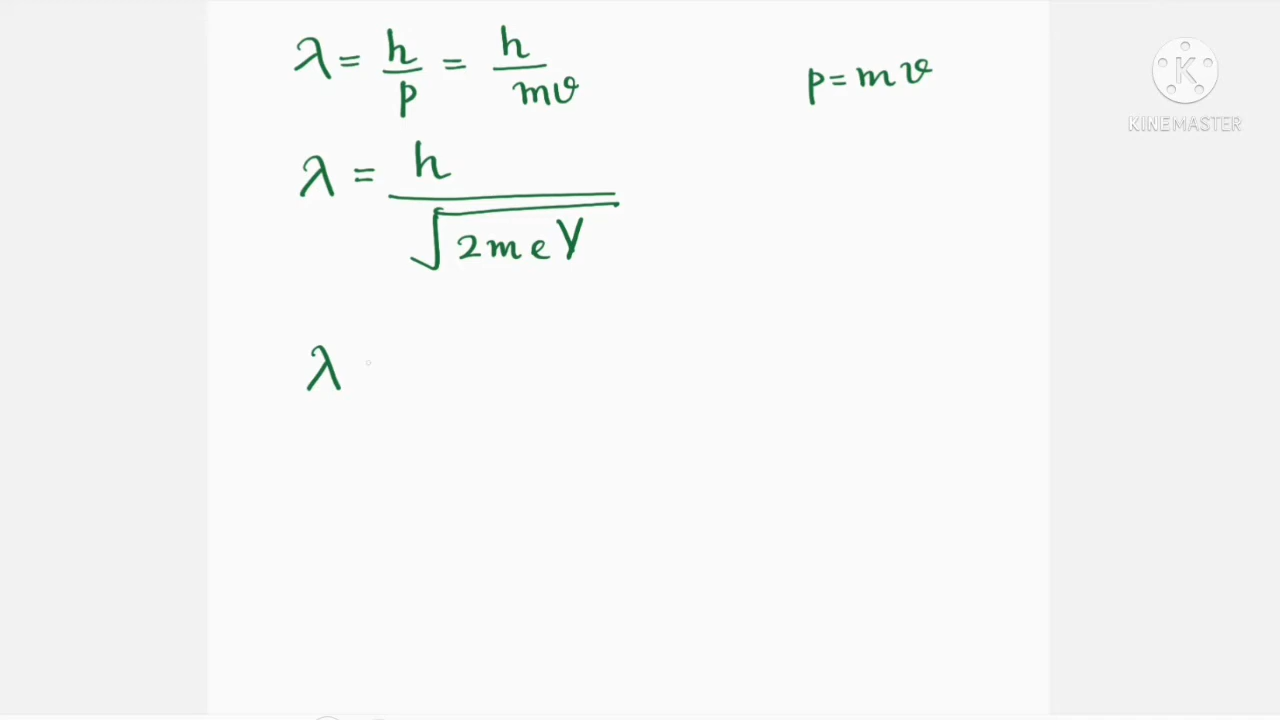 λ = h/p = h/mv
p = mv
λ = h/√2meV
λ
K
KINEMASTER